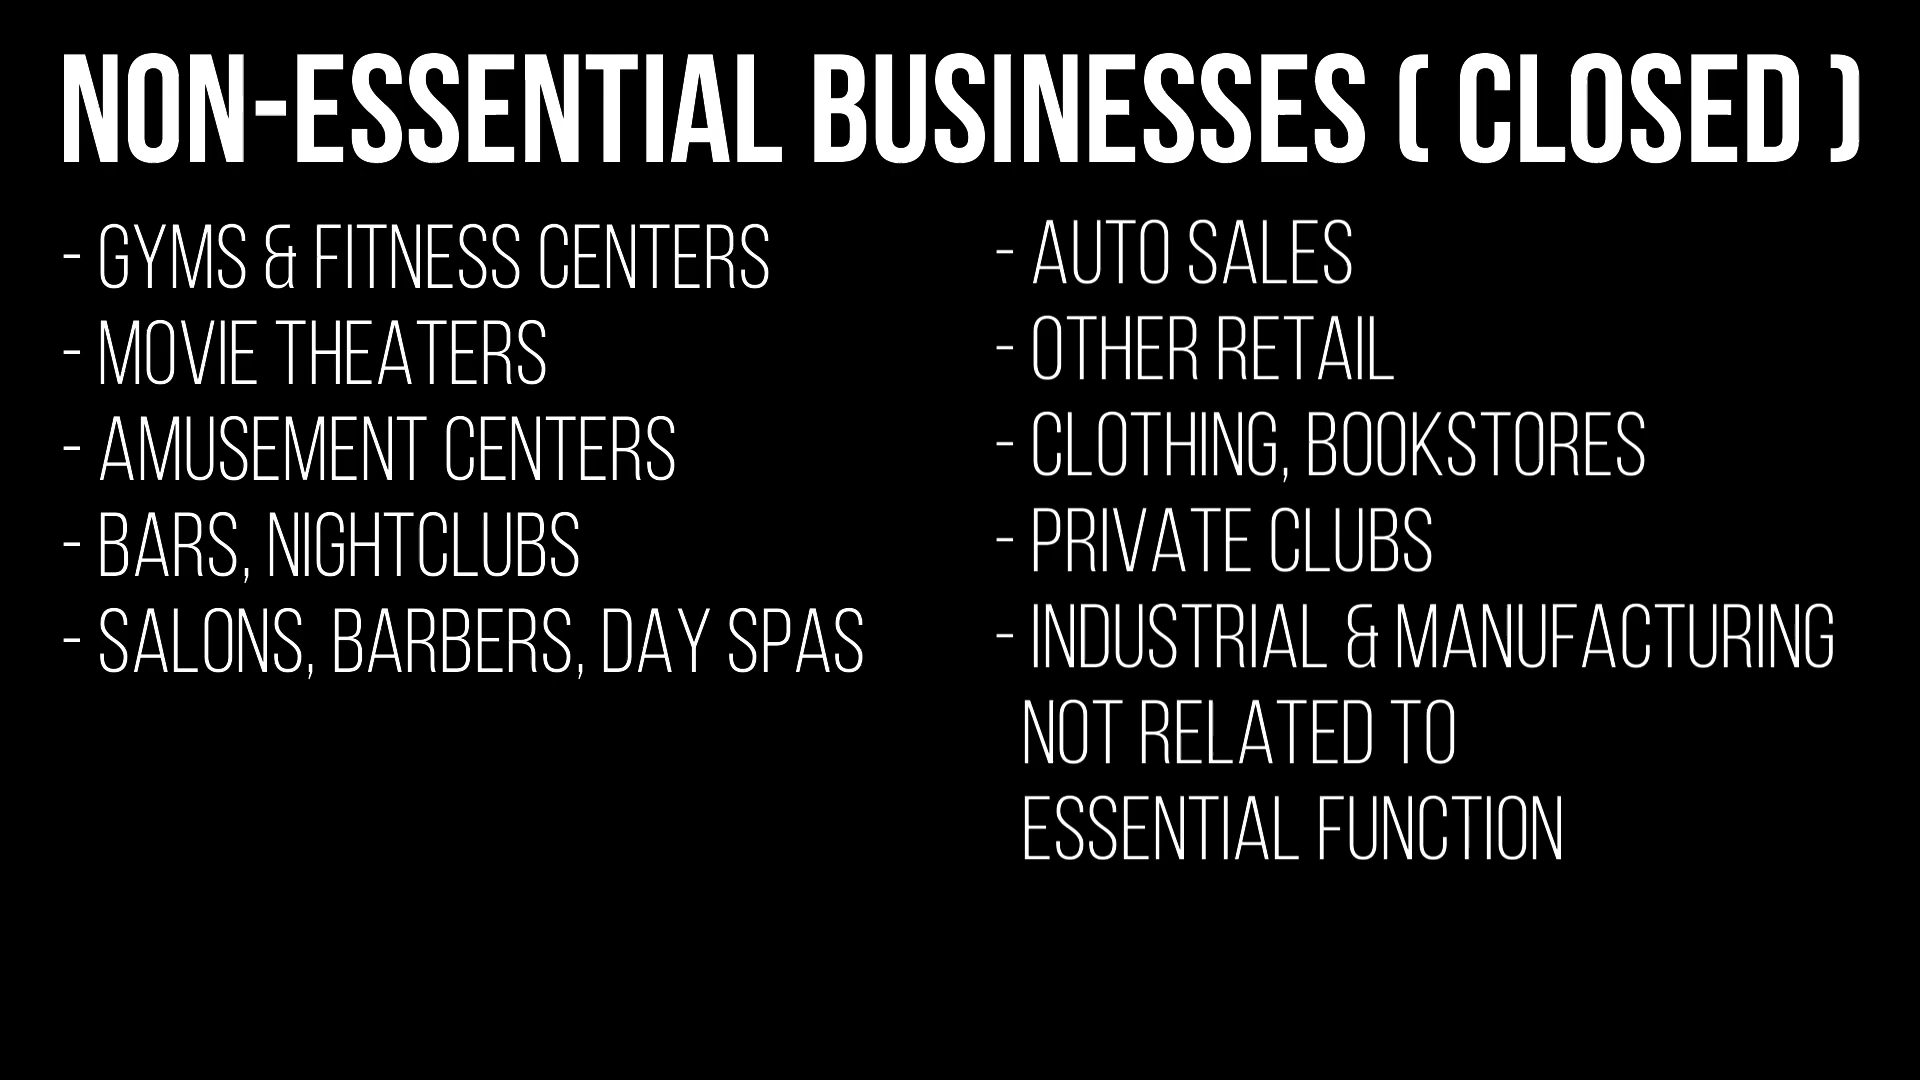 NON-ESSENTIAL BUSINESSES ( CLOSED )
- GYMS & FITNESS CENTERS
- MOVIE THEATERS
- AMUSEMENT CENTERS
- BARS, NIGHTCLUBS
- SALONS, BARBERS, DAY SPAS
- AUTO SALES
- OTHER RETAIL
- CLOTHING, BOOKSTORES
- PRIVATE CLUBS
- INDUSTRIAL & MANUFACTURING
NOT RELATED TO
ESSENTIAL FUNCTION